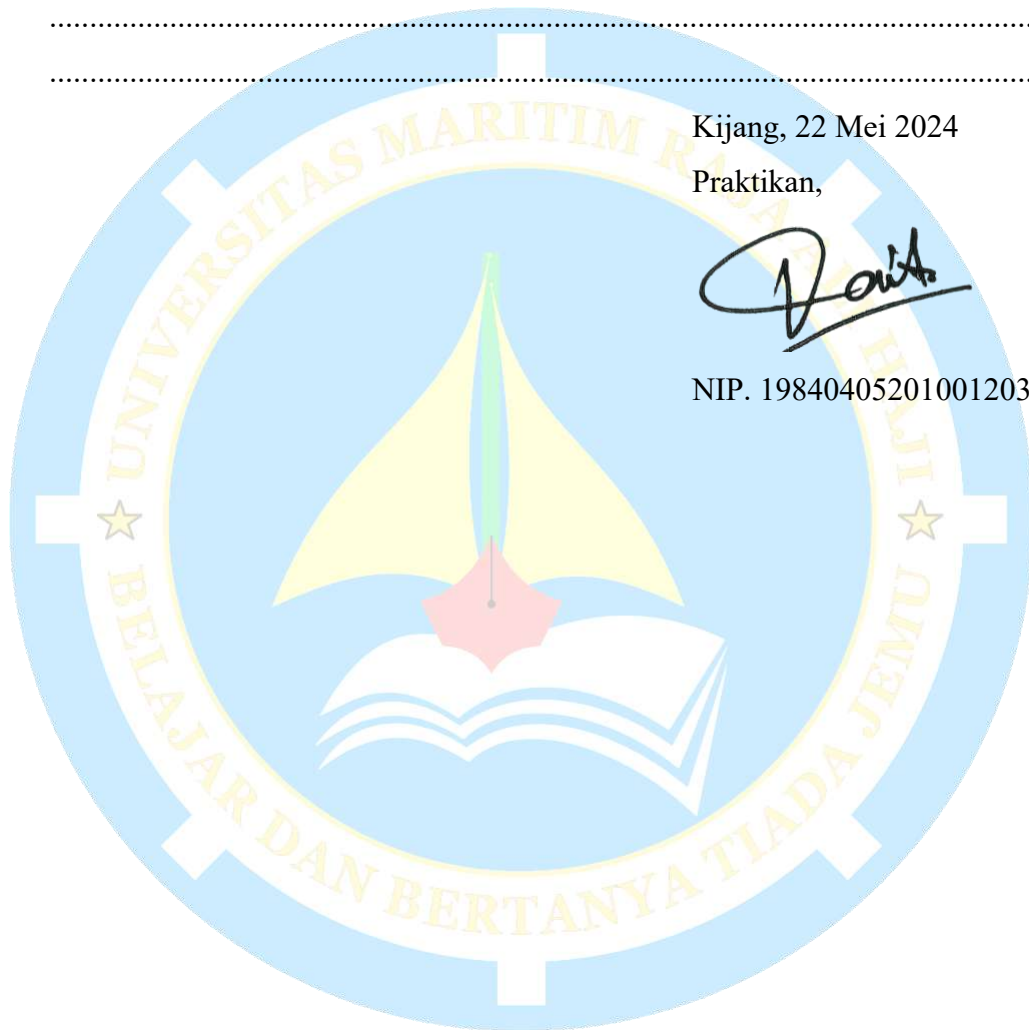 ................................................................................................................................
................................................................................................................................
Kijang, 22 Mei 2024
Praktikan,
NIP. 19840405201001203
UNIVERSITAS MARITIM RAJA ALI HAJI
BELAJAR DAN BERTANYA TIADA JEMU